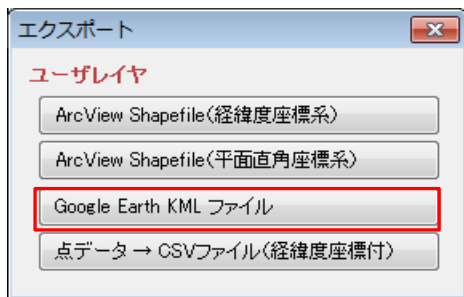 エクスポート
ユーザレイヤ
ArcView Shapefile(経緯度座標系)
ArcView Shapefile(平面直角座標系)
Google Earth KML ファイル
点データ → CSVファイル(経緯度座標付)